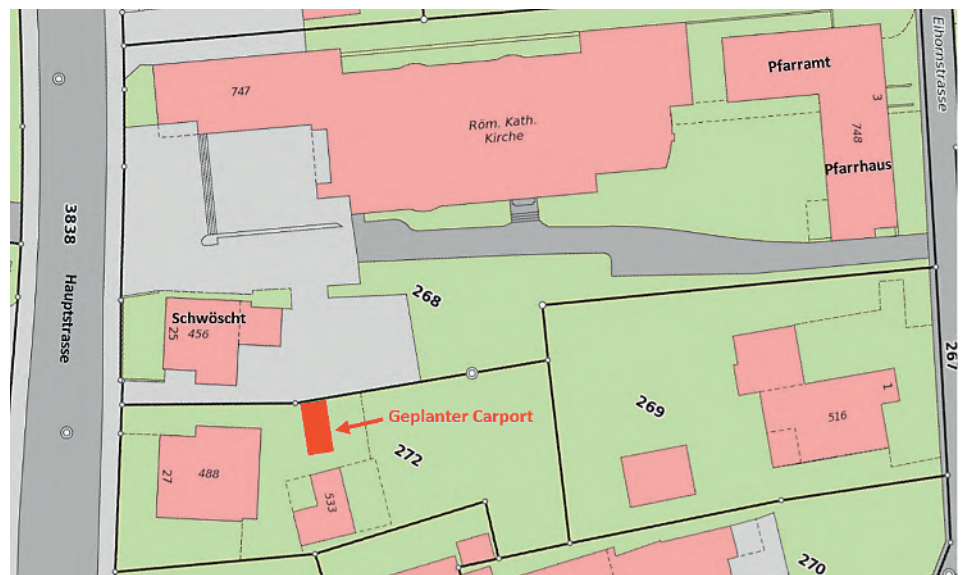 Elhornstrasse
Pfarramt
3
747
Röm. Kath.
Kirche
748
Pfarrhaus
3838
Hauptstrasse
268
Schwöscht
25
456
267
269
1
516
Geplanter Carport
272
27
488
533
270